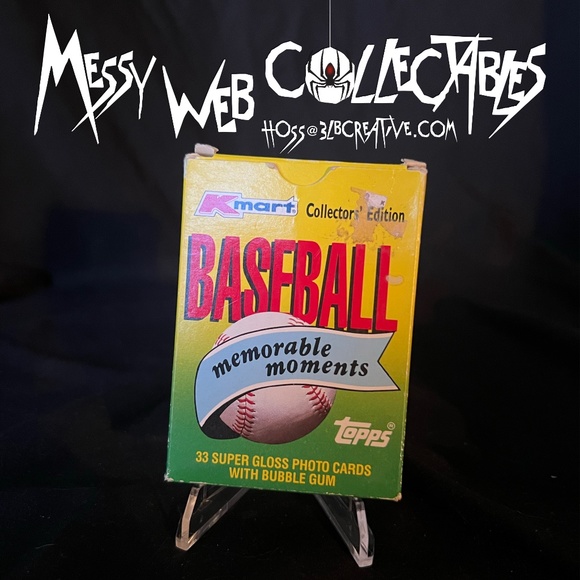 Messy Web Collectables
hoss@3lbcreative.com
Kmart Collectors' Edition
BASEBALL
memorable
moments
topps®
33 SUPER GLOSS PHOTO CARDS
WITH BUBBLE GUM